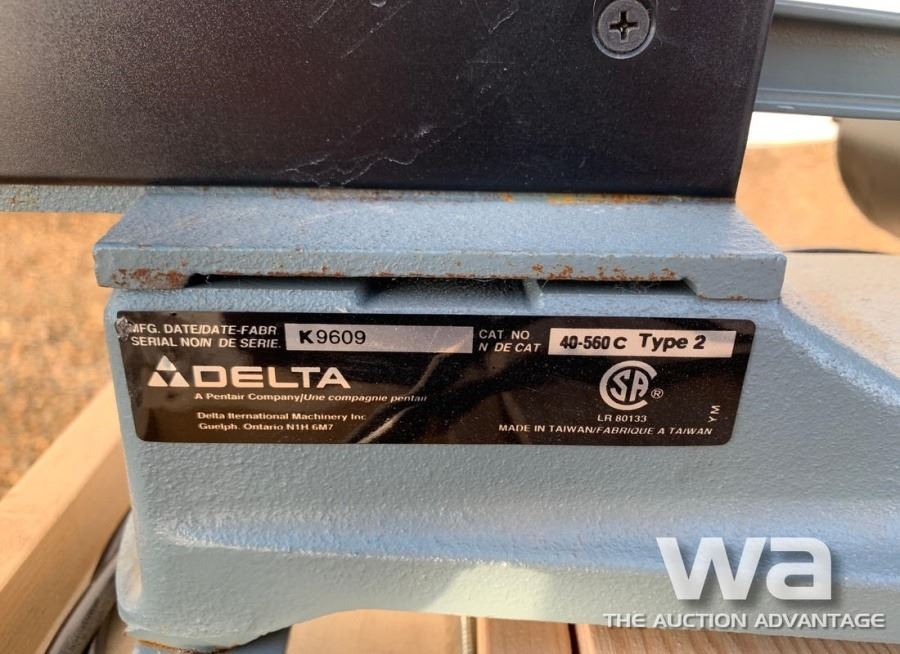 MFG. DATE/DATE-FABR.
SERIAL NO/N DE SERIE.
K9609
CAT NO
N DE CAT
40-560 C Type 2
DELTA
A Pentair Company/Une compagnie pentair
Delta Iternational Machinery Inc
Guelph. Ontario N1H 6M7
SA ®
LR 80133
MADE IN TAIWAN/FABRIQUE A TAIWAN
Y M
wa
THE AUCTION ADVANTAGE